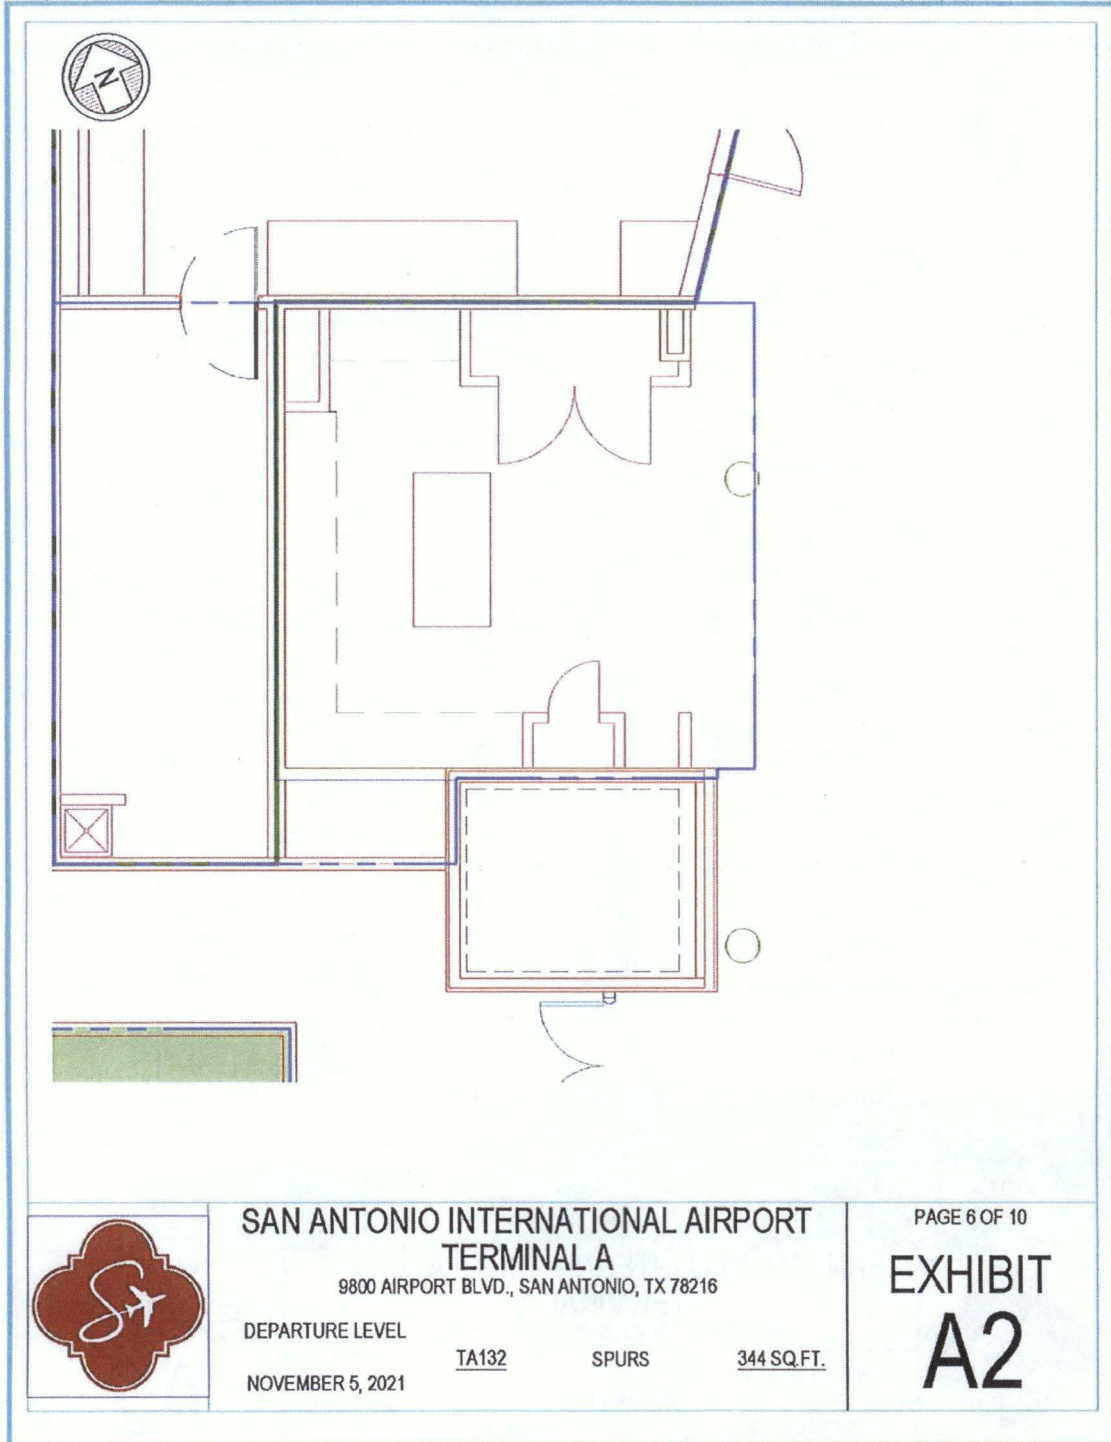 N
SAN ANTONIO INTERNATIONAL AIRPORT
TERMINAL A
9800 AIRPORT BLVD., SAN ANTONIO, TX 78216
DEPARTURE LEVEL
TA132 SPURS 344 SQ.FT.
NOVEMBER 5, 2021
PAGE 6 OF 10
EXHIBIT
A2